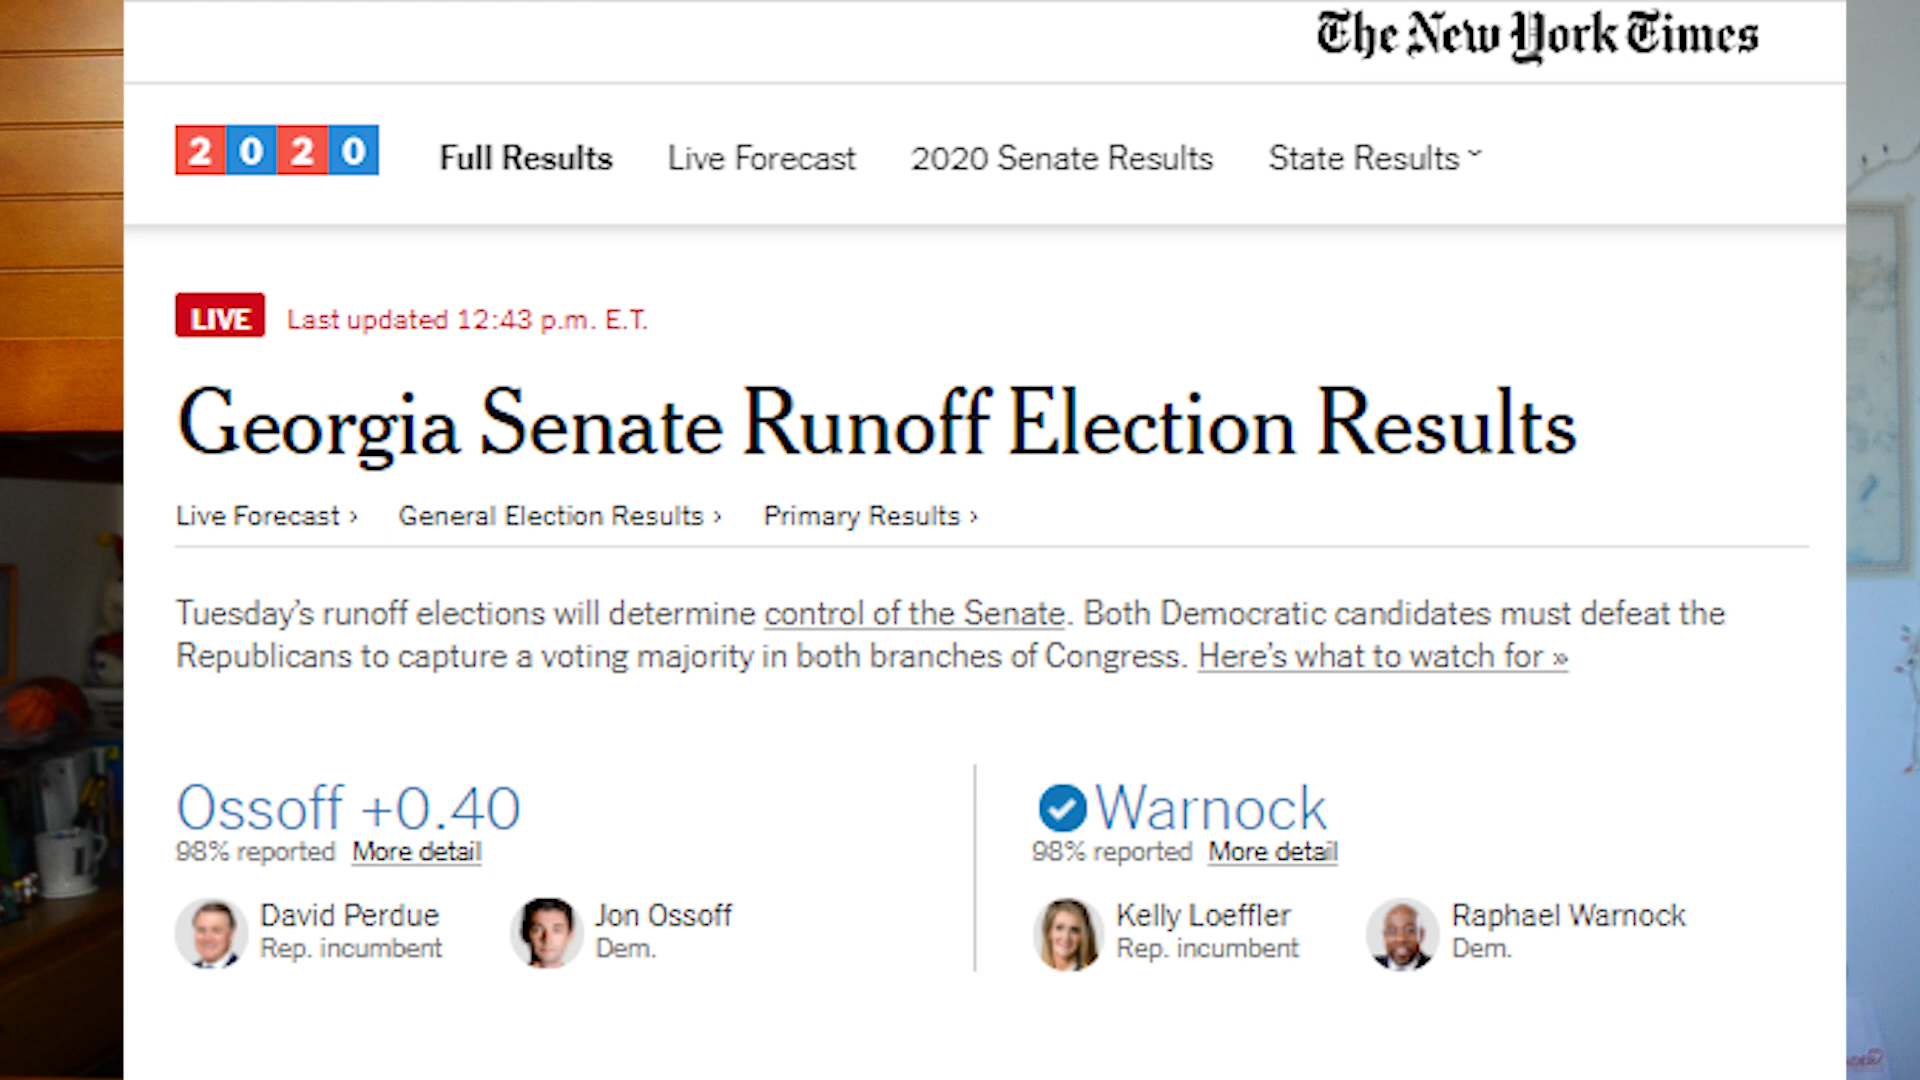 The New York Times
2020 Full Results Live Forecast 2020 Senate Results State Results
LIVE Last updated 12:43 p.m. E.T.
Georgia Senate Runoff Election Results
Live Forecast › General Election Results › Primary Results ›
Tuesday’s runoff elections will determine control of the Senate. Both Democratic candidates must defeat the
Republicans to capture a voting majority in both branches of Congress. Here’s what to watch for »
Ossoff +0.40
98% reported More detail
David Perdue
Rep. incumbent
Jon Ossoff
Dem.
Warnock
98% reported More detail
Kelly Loeffler
Rep. incumbent
Raphael Warnock
Dem.